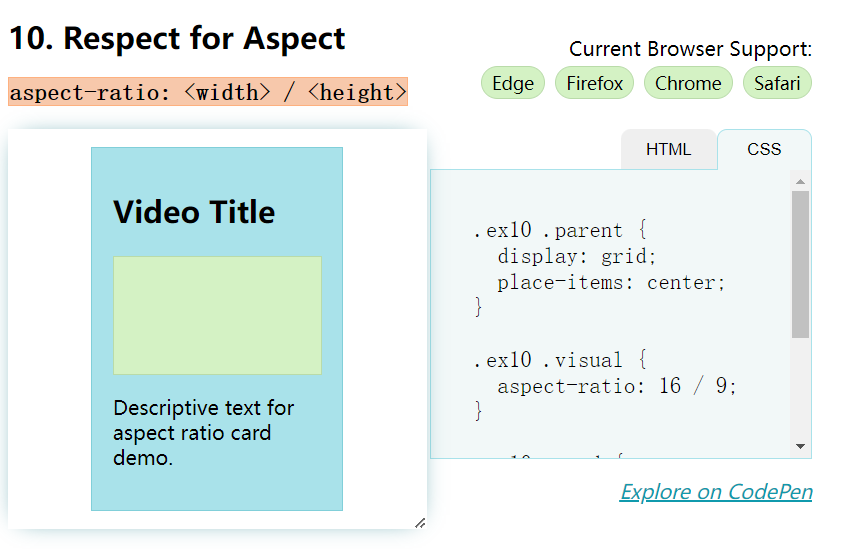 10. Respect for Aspect
aspect-ratio: <width> / <height>
Current Browser Support:
Edge Firefox Chrome Safari
Video Title
Descriptive text for
aspect ratio card
demo.
HTML CSS
.ex10 .parent {
  display: grid;
  place-items: center;
}
.ex10 .visual {
  aspect-ratio: 16 / 9;
}
Explore on CodePen